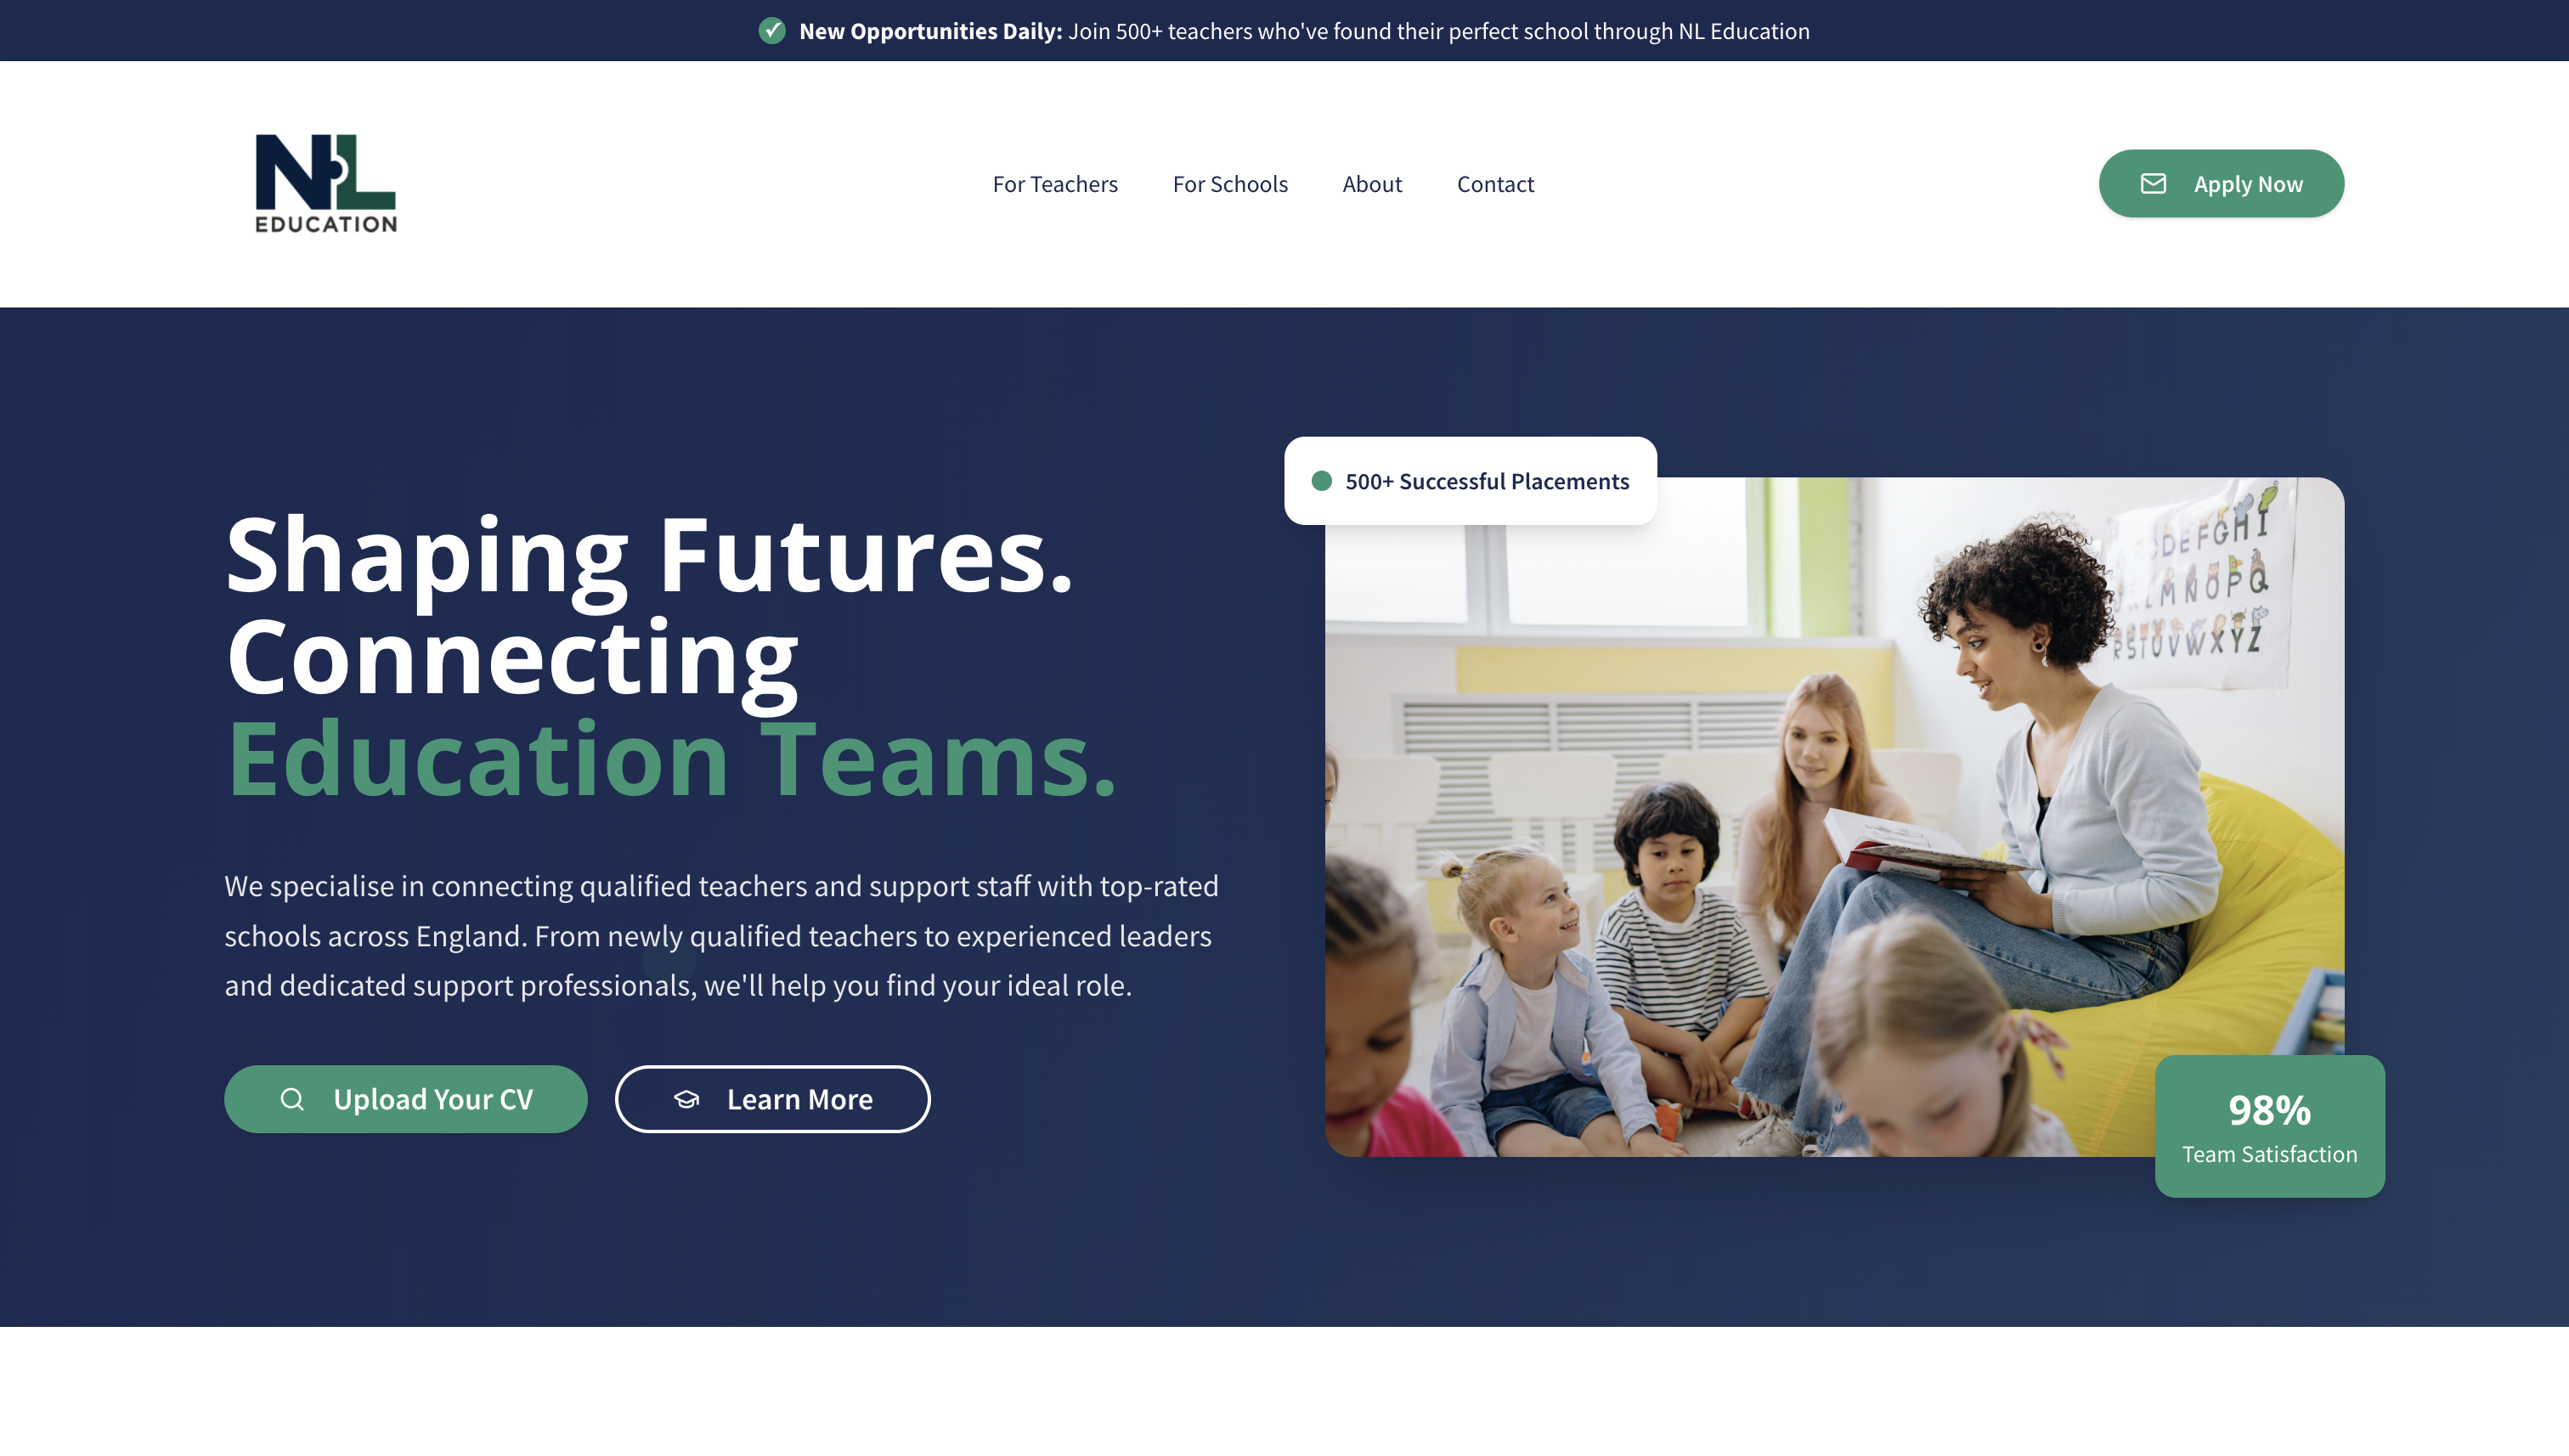 New Opportunities Daily: Join 500+ teachers who've found their perfect school through NL Education
NL
EDUCATION
For Teachers
For Schools
About
Contact
Apply Now
Shaping Futures.
Connecting
Education Teams.
We specialise in connecting qualified teachers and support staff with top-rated
schools across England. From newly qualified teachers to experienced leaders
and dedicated support professionals, we'll help you find your ideal role.
Upload Your CV
Learn More
500+ Successful Placements
DEFGHI
MNOPQ
RSTUVWXYZ
98%
Team Satisfaction